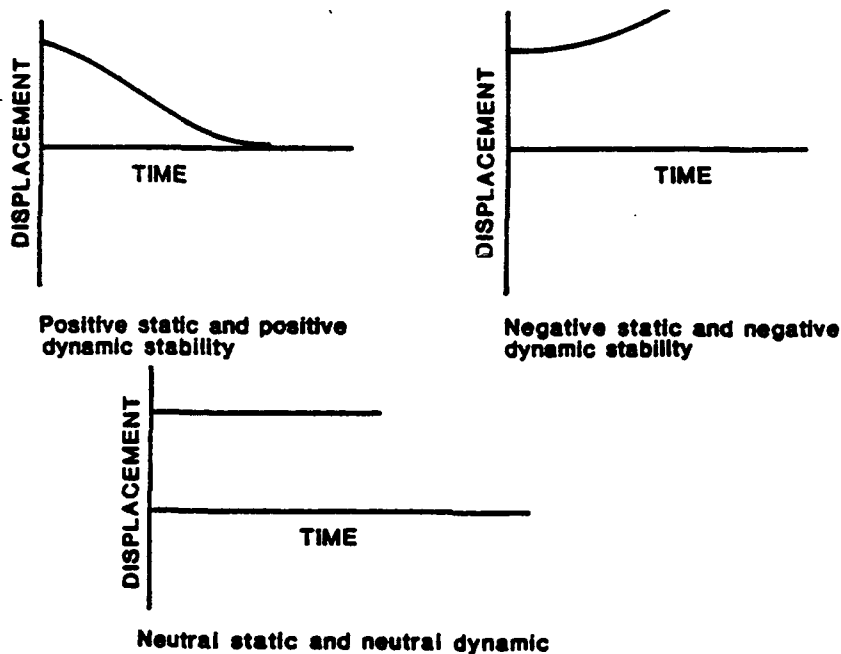 DISPLACEMENT
TIME
Positive static and positive
dynamic stability
DISPLACEMENT
TIME
Negative static and negative
dynamic stability
DISPLACEMENT
TIME
Neutral static and neutral dynamic